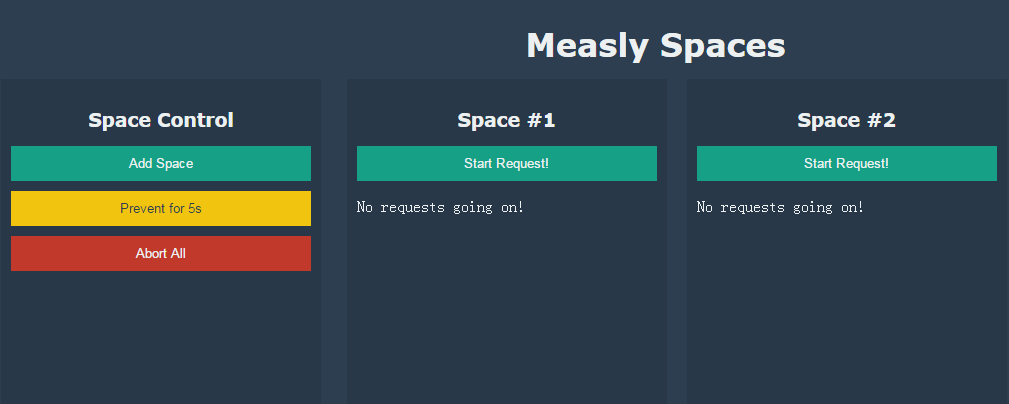 Measly Spaces
Space Control
Add Space
Prevent for 5s
Abort All
Space #1
Start Request!
No requests going on!
Space #2
Start Request!
No requests going on!